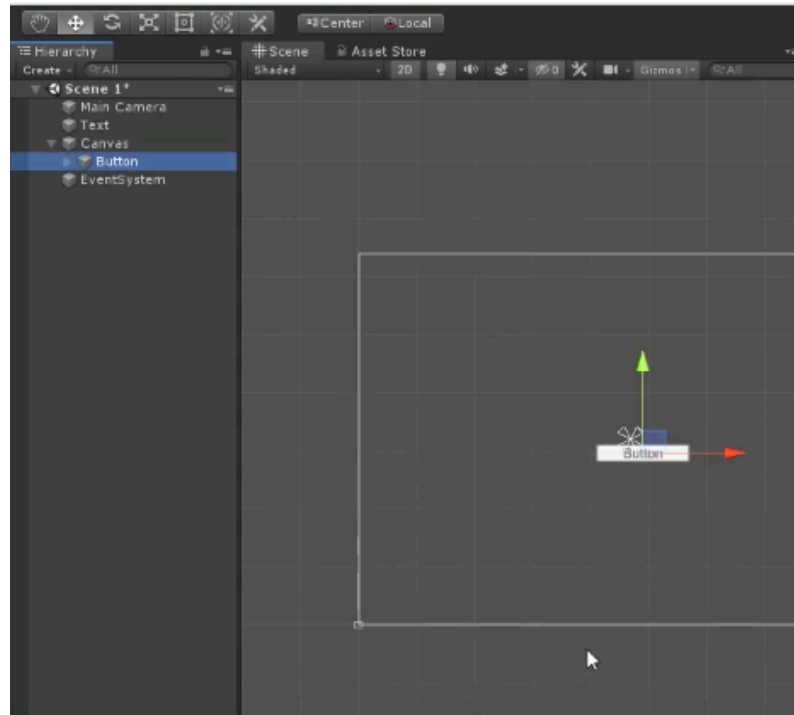 Center Local
Hierarchy
Scene Asset Store
Create All
Shaded 2D 0 Gizmos All
Scene 1*
Main Camera
Text
Canvas
Button
EventSystem
Button